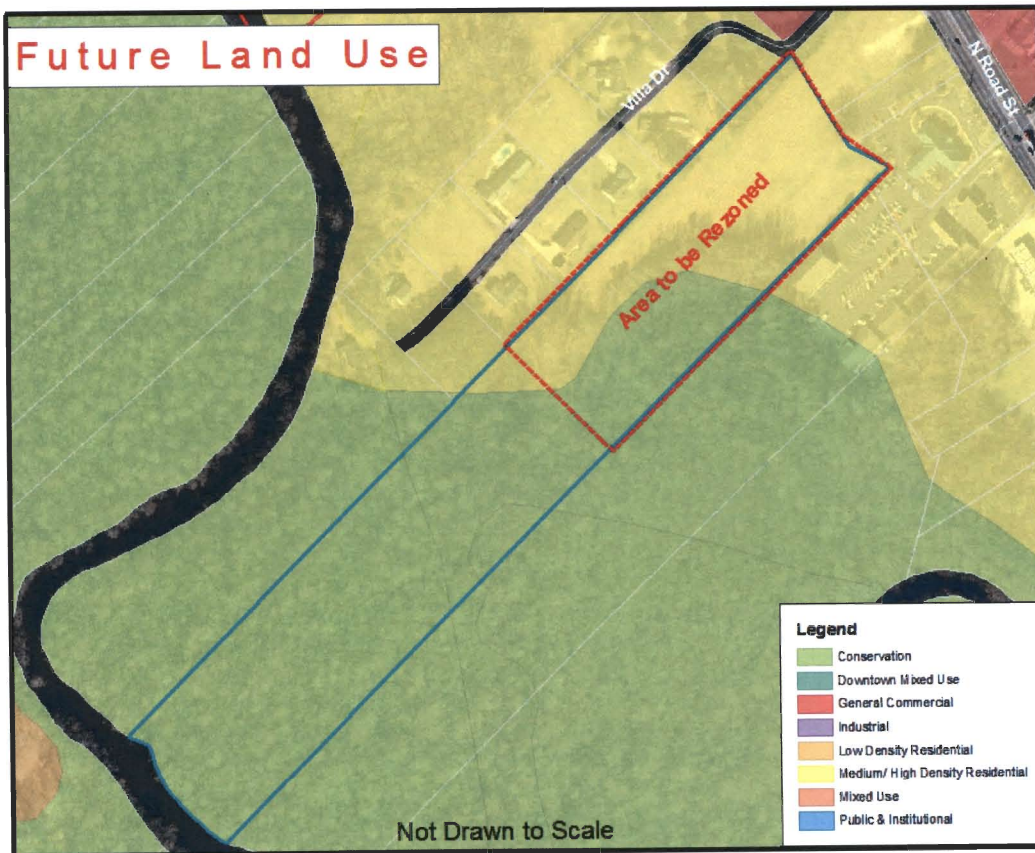 Future Land Use
Villa Dr
N Road St
Area to be Rezoned
Legend
Conservation
Downtown Mixed Use
General Commercial
Industrial
Low Density Residential
Medium/ High Density Residential
Mixed Use
Public & Institutional
Not Drawn to Scale